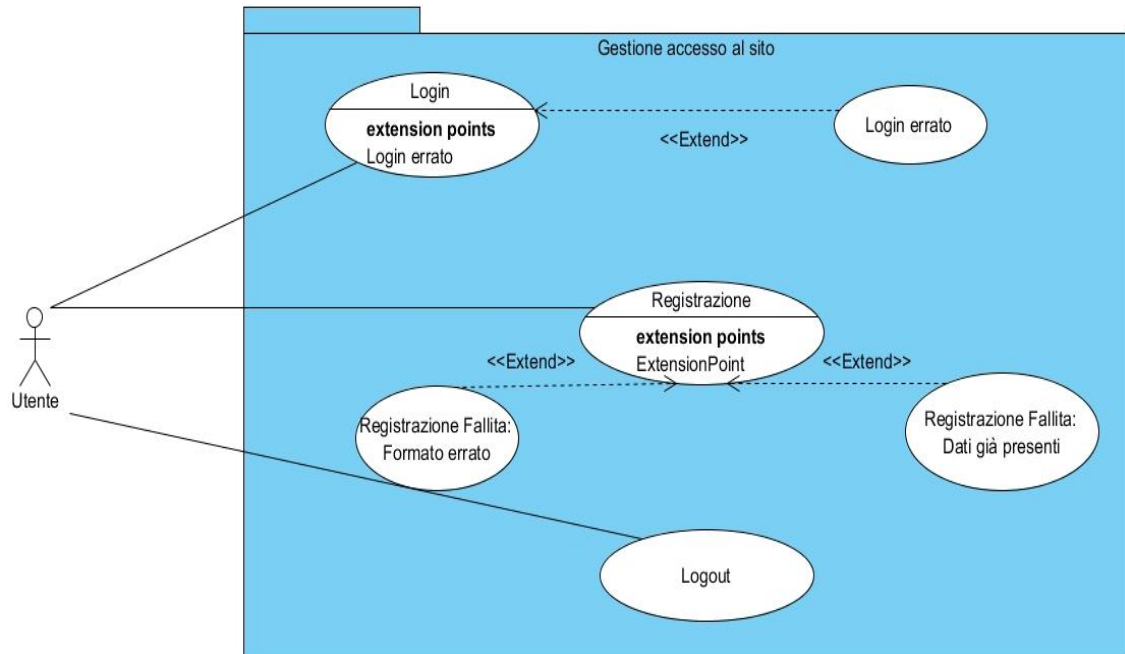 Gestione accesso al sito
Login
extension points
Login errato
<<Extend>>
Login errato
Registrazione
extension points
ExtensionPoint
<<Extend>>
<<Extend>>
Utente
Registrazione Fallita:
Formato errato
Registrazione Fallita:
Dati già presenti
Logout